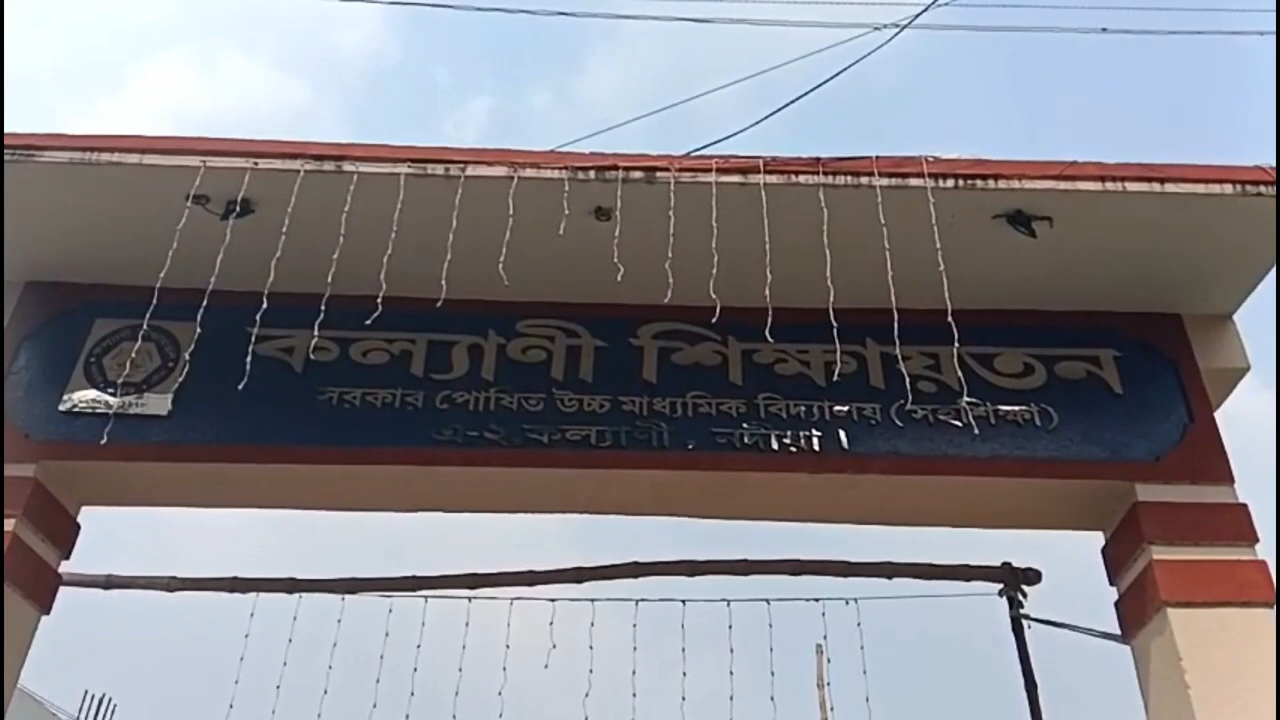 কল্যাণী শিক্ষায়তন
সরকার পোষিত উচ্চ মাধ্যমিক বিদ্যালয় (সহশিক্ষা)
এ-২, কল্যাণী , নদীয়া ।